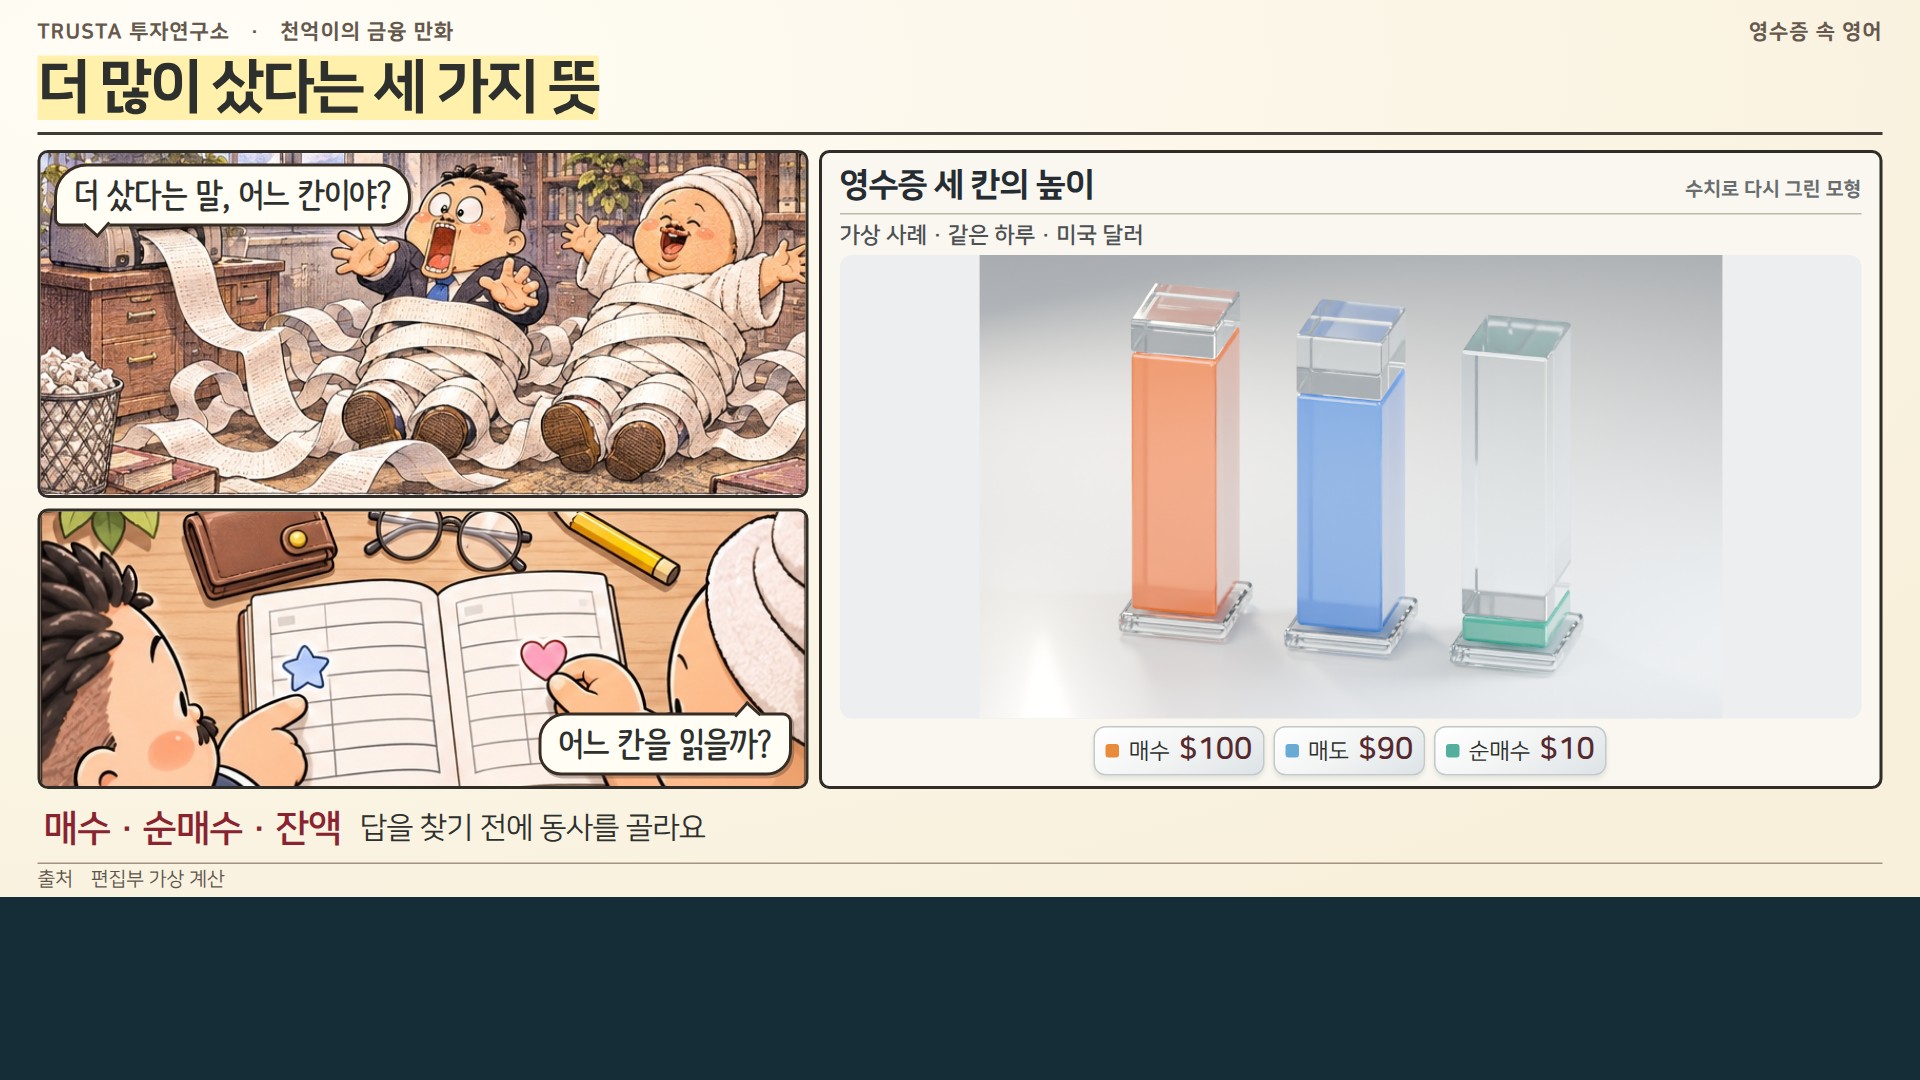 TRUSTA 투자연구소 · 천억이의 금융 만화
영수증 속 영어
더 많이 샀다는 세 가지 뜻
더 샀다는 말, 어느 칸이야?
어느 칸을 읽을까?
영수증 세 칸의 높이
수치로 다시 그린 모형
가상 사례 · 같은 하루 · 미국 달러
매수 $100
매도 $90
순매수 $10
매수 · 순매수 · 잔액 답을 찾기 전에 동사를 골라요
출처 편집부 가상 계산